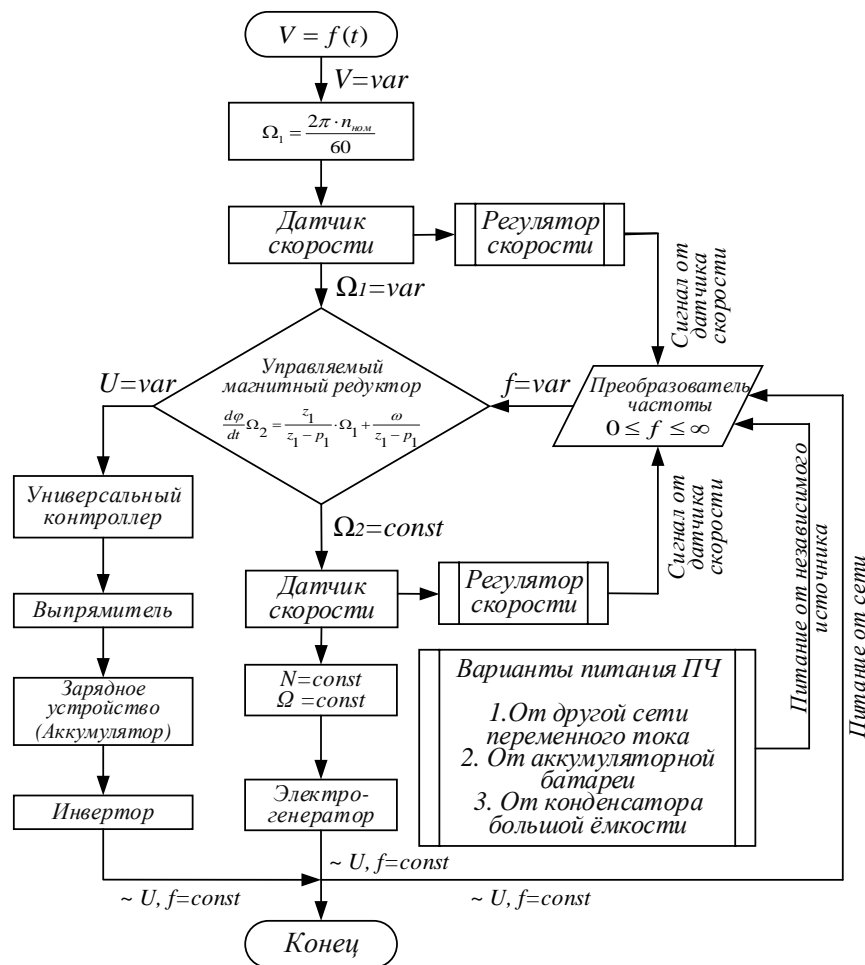 V = f(t)
V=var
Ω₁ = 2π · n_ном / 60
Датчик
скорости
Регулятор
скорости
Сигнал от
датчика
скорости
Ω1=var
Управляемый
магнитный редуктор
dφ/dt Ω₂ = z₁/(z₁ − p₁) · Ω₁ + ω/(z₁ − p₁)
U=var
f=var
Преобразователь
частоты
0 ≤ f ≤ ∞
Универсальный
контроллер
Ω2=const
Сигнал от
датчика
скорости
Питание от независимого
источника
Питание от сети
Выпрямитель
Датчик
скорости
Регулятор
скорости
Зарядное
устройство
(Аккумулятор)
N=const
Ω =const
Варианты питания ПЧ
1.От другой сети
переменного тока
2. От аккумуляторной
батареи
3. От конденсатора
большой ёмкости
Инвертор
Электро-
генератор
~ U, f=const
~ U, f=const
~ U, f=const
Конец